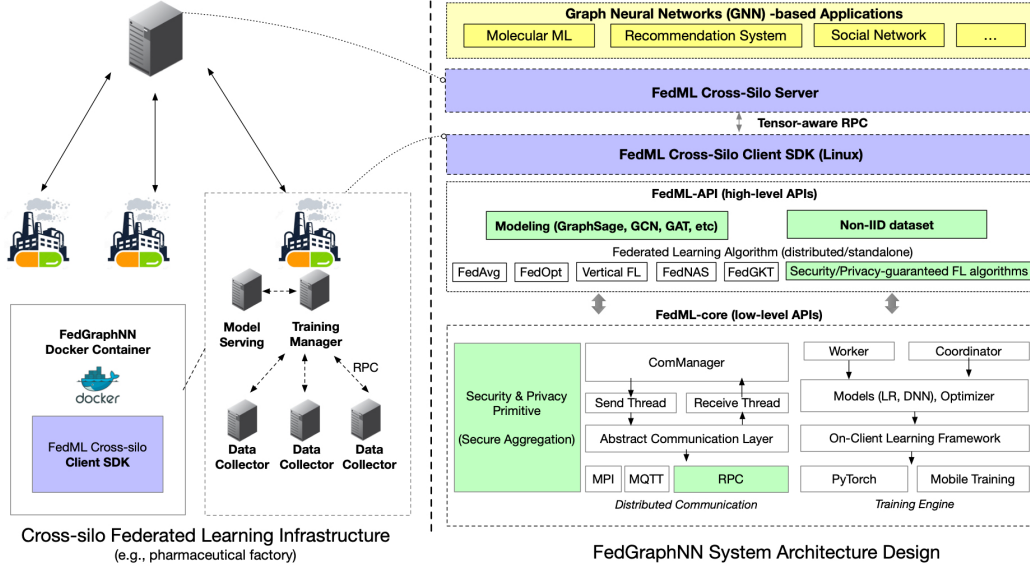 FedGraphNN
Docker Container
docker
FedML Cross-silo
Client SDK
Model
Serving
Training
Manager
RPC
Data
Collector
Data
Collector
Data
Collector
Cross-silo Federated Learning Infrastructure
(e.g., pharmaceutical factory)
Graph Neural Networks (GNN) -based Applications
Molecular ML
Recommendation System
Social Network
...
FedML Cross-Silo Server
Tensor-aware RPC
FedML Cross-Silo Client SDK (Linux)
FedML-API (high-level APIs)
Modeling (GraphSage, GCN, GAT, etc)
Non-IID dataset
Federated Learning Algorithm (distributed/standalone)
FedAvg
FedOpt
Vertical FL
FedNAS
FedGKT
Security/Privacy-guaranteed FL algorithms
FedML-core (low-level APIs)
Security & Privacy
Primitive
(Secure Aggregation)
ComManager
Send Thread
Receive Thread
Abstract Communication Layer
MPI
MQTT
RPC
Distributed Communication
Worker
Coordinator
Models (LR, DNN), Optimizer
On-Client Learning Framework
PyTorch
Mobile Training
Training Engine
FedGraphNN System Architecture Design